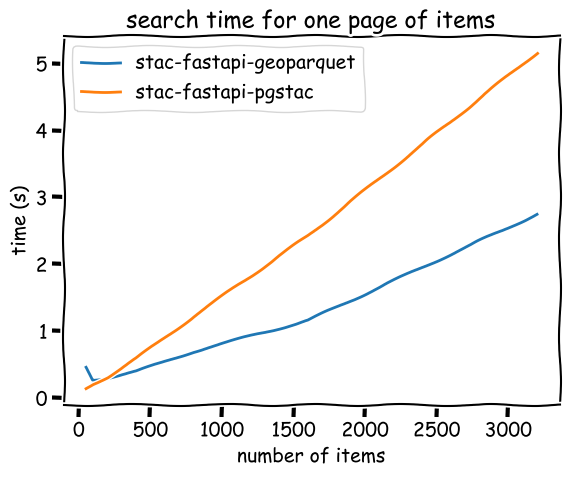 search time for one page of items
stac-fastapi-geoparquet
stac-fastapi-pgstac
5
4
3
2
1
0
time (s)
0 500 1000 1500 2000 2500 3000
number of items